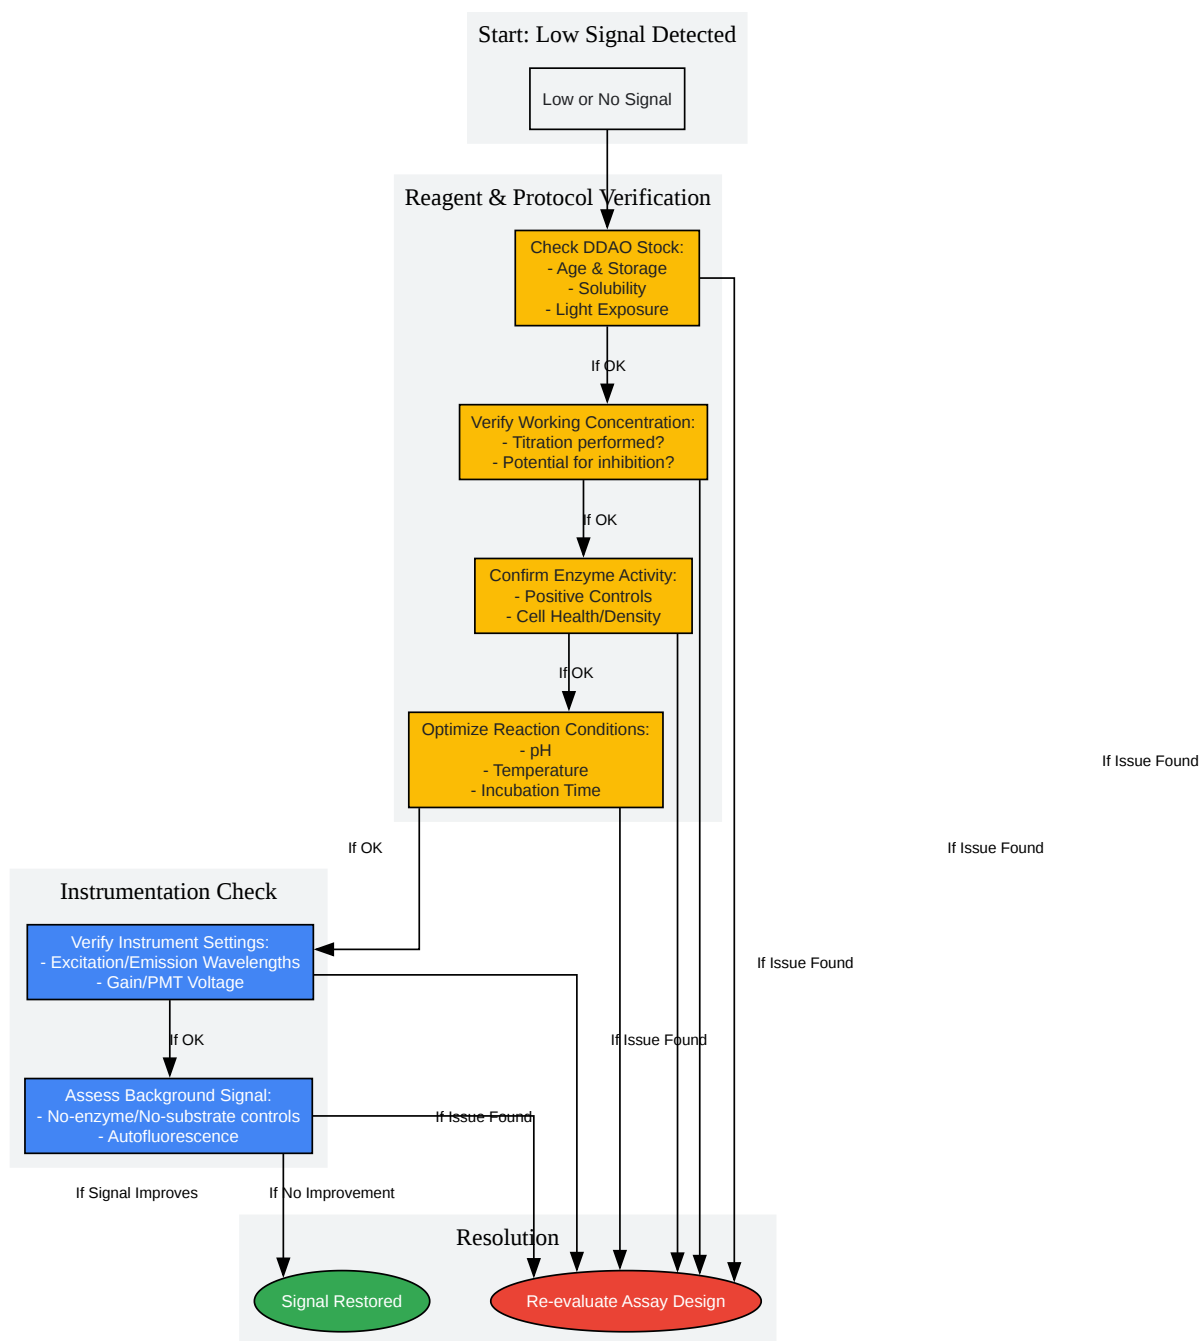 Start: Low Signal Detected
Low or No Signal
Reagent & Protocol Verification
Check DDAO Stock:
- Age & Storage
- Solubility
- Light Exposure
If OK
Verify Working Concentration:
- Titration performed?
- Potential for inhibition?
If OK
Confirm Enzyme Activity:
- Positive Controls
- Cell Health/Density
If OK
Optimize Reaction Conditions:
- pH
- Temperature
- Incubation Time
If Issue Found
If OK
If Issue Found
Instrumentation Check
Verify Instrument Settings:
- Excitation/Emission Wavelengths
- Gain/PMT Voltage
If Issue Found
If OK
If Issue Found
Assess Background Signal:
- No-enzyme/No-substrate controls
- Autofluorescence
If Issue Found
If Signal Improves
If No Improvement
Resolution
Signal Restored
Re-evaluate Assay Design